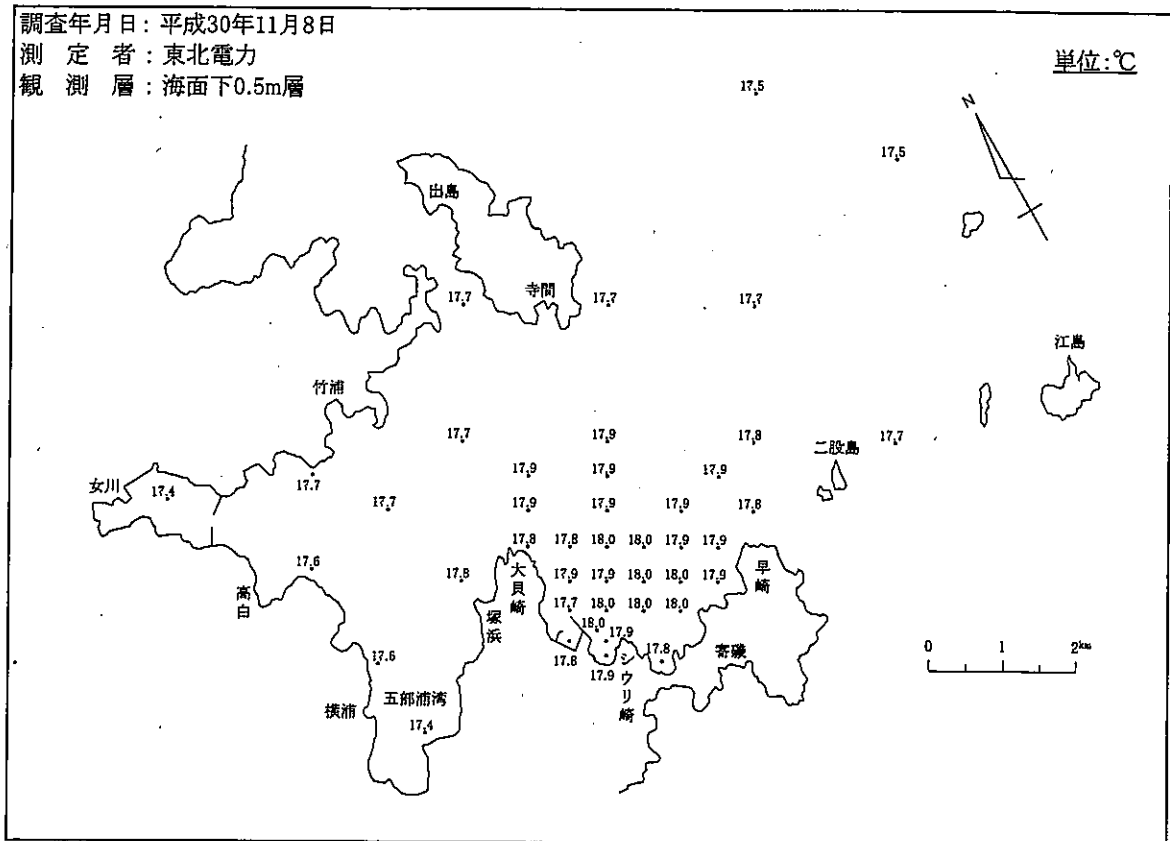 調査年月日：平成30年11月8日
測　定　者：東北電力
観　測　層：海面下0.5m層
単位：℃
17.5
N
17.5
出島
17.7
寺間
17.7
17.7
江島
竹浦
17.7
17.9
17.8
二股島
17.7
女川
17.4
17.7
17.9
17.9
17.9
17.7
17.9
17.9
17.9
17.8
17.8
17.8
18.0
18.0
17.9
17.9
17.6
高白
17.8
大貝崎
17.9
17.9
18.0
18.0
17.9
早崎
塚浜
17.7
18.0
18.0
18.0
18.0
17.9
17.6
17.8
17.9
シウリ崎
17.8
寄磯
0
1
2km
横浦
五部浦湾
17.4